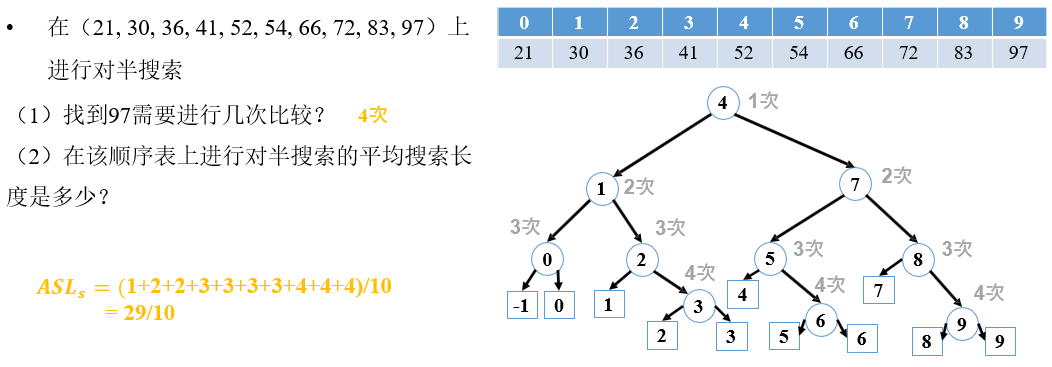 • 在（21, 30, 36, 41, 52, 54, 66, 72, 83, 97）上
进行对半搜索
（1）找到97需要进行几次比较？ 4次
（2）在该顺序表上进行对半搜索的平均搜索长
度是多少？
ASLₛ = (1+2+2+3+3+3+3+4+4+4)/10
= 29/10
0 1 2 3 4 5 6 7 8 9
21 30 36 41 52 54 66 72 83 97
4 1次
1 2次 7 2次
3次 3次 3次 3次
0 2 5 8
4次 4次 4次
-1 0 1 3 4 6 7 9
2 3 5 6 8 9